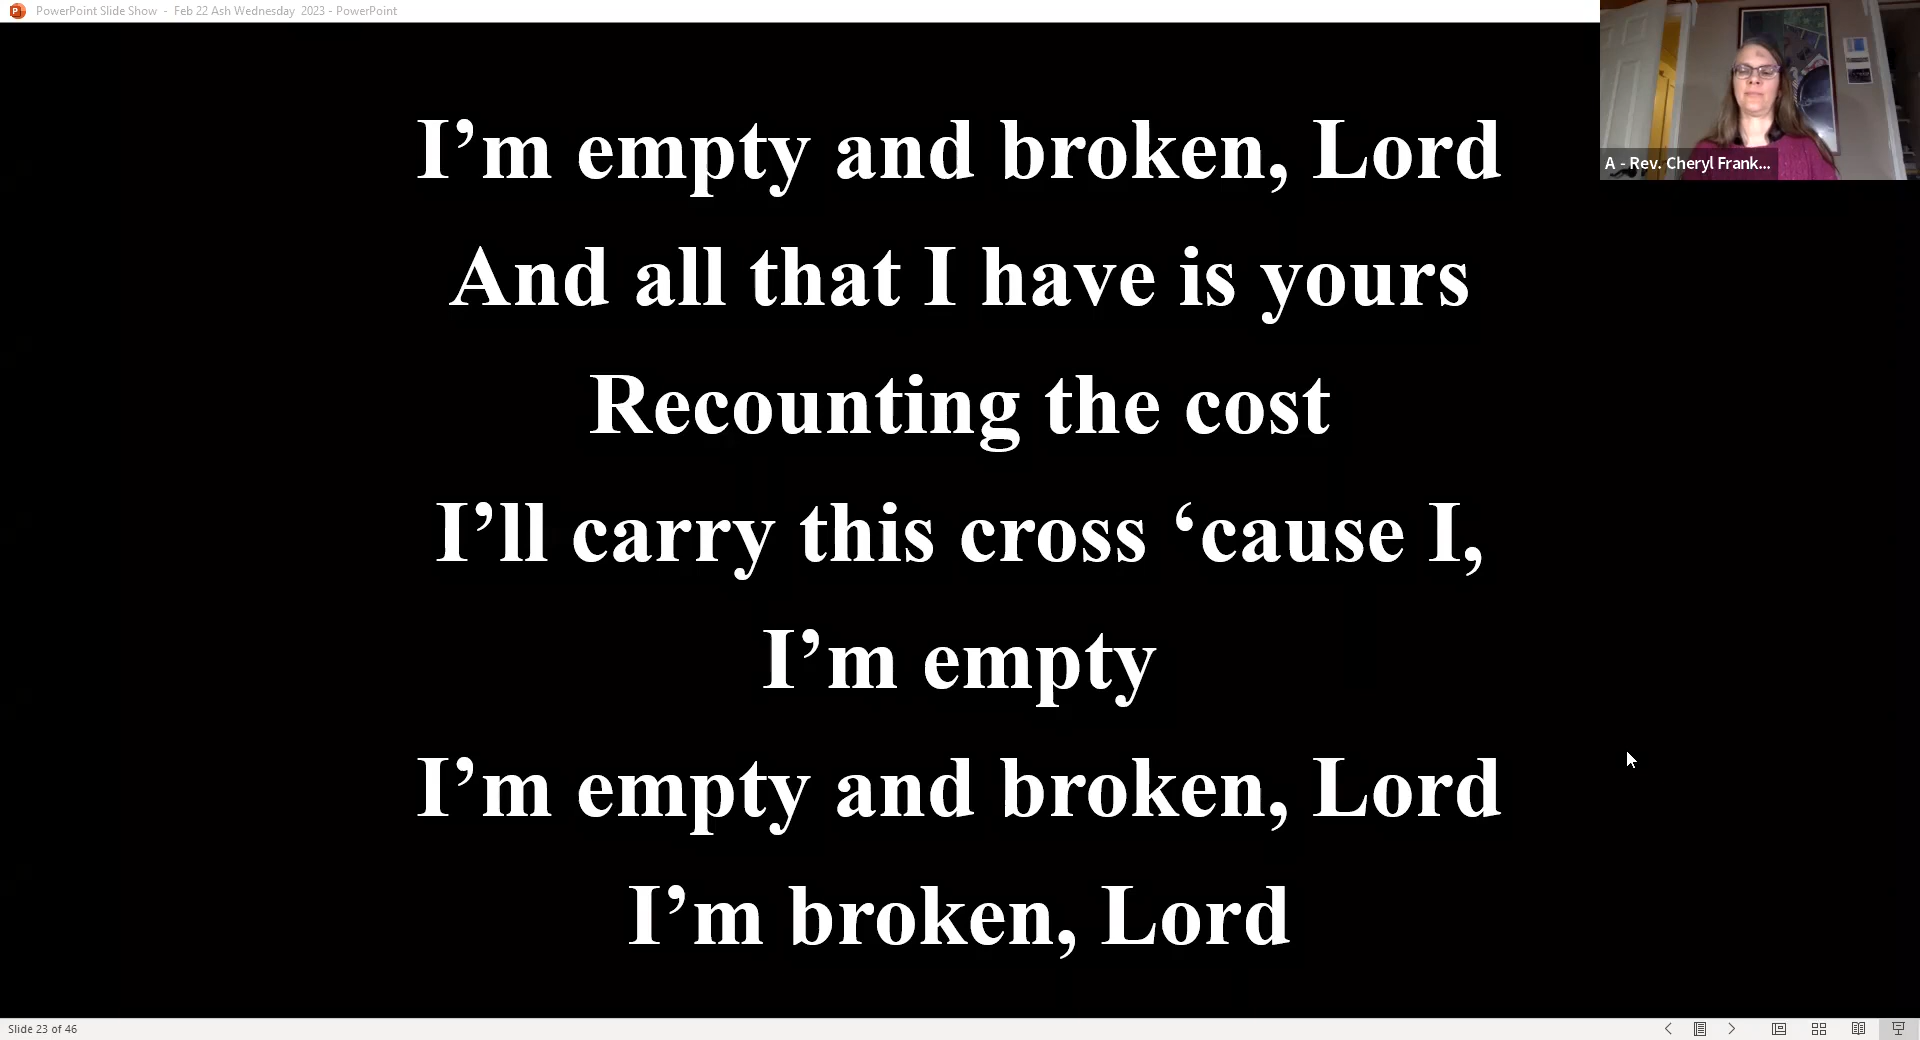 PowerPoint Slide Show - Feb 22 Ash Wednesday 2023 - PowerPoint
A - Rev. Cheryl Frank...
I’m empty and broken, Lord
And all that I have is yours
Recounting the cost
I’ll carry this cross ‘cause I,
I’m empty
I’m empty and broken, Lord
I’m broken, Lord
Slide 23 of 46